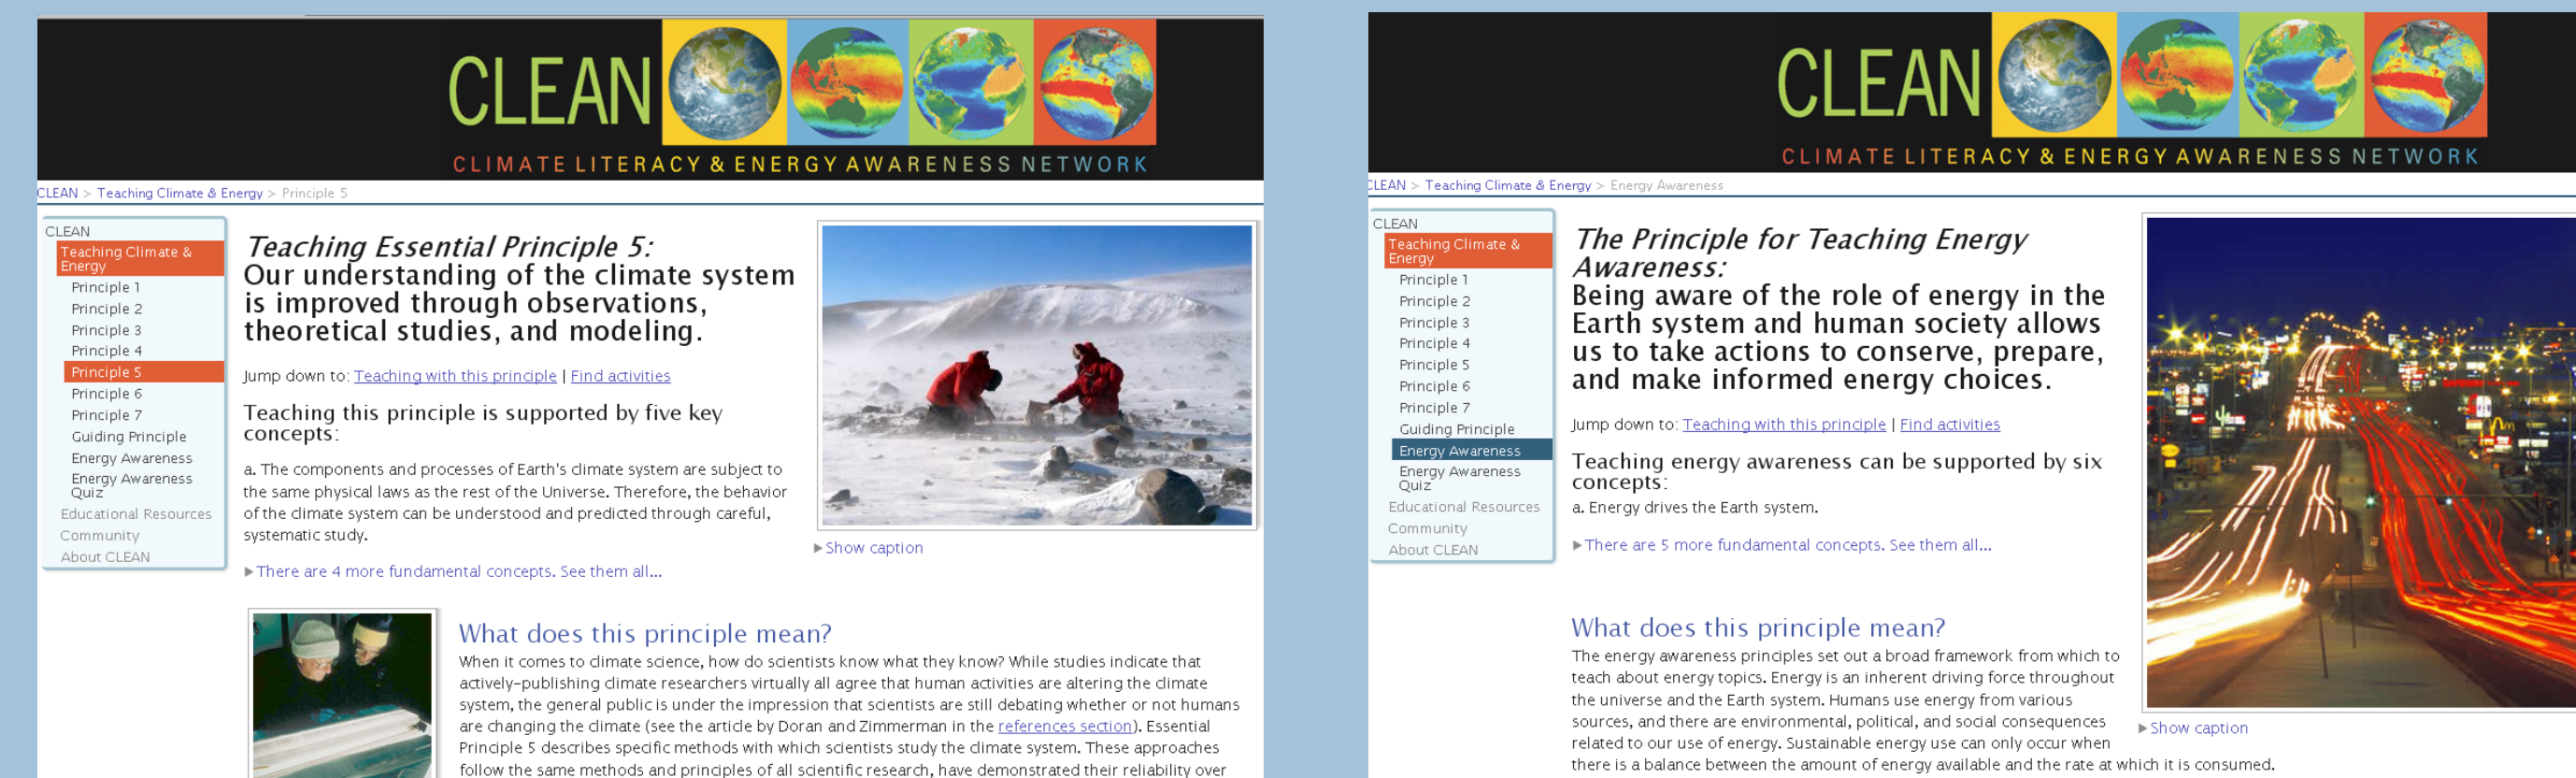 CLEAN
CLIMATE LITERACY & ENERGY AWARENESS NETWORK
CLEAN > Teaching Climate & Energy > Principle 5
CLEAN
Teaching Climate &
Energy
Principle 1
Principle 2
Principle 3
Principle 4
Principle 5
Principle 6
Principle 7
Guiding Principle
Energy Awareness
Energy Awareness
Quiz
Educational Resources
Community
About CLEAN
Teaching Essential Principle 5:
Our understanding of the climate system
is improved through observations,
theoretical studies, and modeling.
Jump down to: Teaching with this principle | Find activities
Teaching this principle is supported by five key
concepts:
a. The components and processes of Earth's climate system are subject to
the same physical laws as the rest of the Universe. Therefore, the behavior
of the climate system can be understood and predicted through careful,
systematic study.
There are 4 more fundamental concepts. See them all...
Show caption
What does this principle mean?
When it comes to climate science, how do scientists know what they know? While studies indicate that
actively-publishing climate researchers virtually all agree that human activities are altering the climate
system, the general public is under the impression that scientists are still debating whether or not humans
are changing the climate (see the article by Doran and Zimmerman in the references section). Essential
Principle 5 describes specific methods with which scientists study the climate system. These approaches
follow the same methods and principles of all scientific research, have demonstrated their reliability over
CLEAN
CLIMATE LITERACY & ENERGY AWARENESS NETWORK
CLEAN > Teaching Climate & Energy > Energy Awareness
CLEAN
Teaching Climate &
Energy
Principle 1
Principle 2
Principle 3
Principle 4
Principle 5
Principle 6
Principle 7
Guiding Principle
Energy Awareness
Energy Awareness
Quiz
Educational Resources
Community
About CLEAN
The Principle for Teaching Energy
Awareness:
Being aware of the role of energy in the
Earth system and human society allows
us to take actions to conserve, prepare,
and make informed energy choices.
Jump down to: Teaching with this principle | Find activities
Teaching energy awareness can be supported by six
concepts:
a. Energy drives the Earth system.
There are 5 more fundamental concepts. See them all...
Show caption
What does this principle mean?
The energy awareness principles set out a broad framework from which to
teach about energy topics. Energy is an inherent driving force throughout
the universe and the Earth system. Humans use energy from various
sources, and there are environmental, political, and social consequences
related to our use of energy. Sustainable energy use can only occur when
there is a balance between the amount of energy available and the rate at which it is consumed.